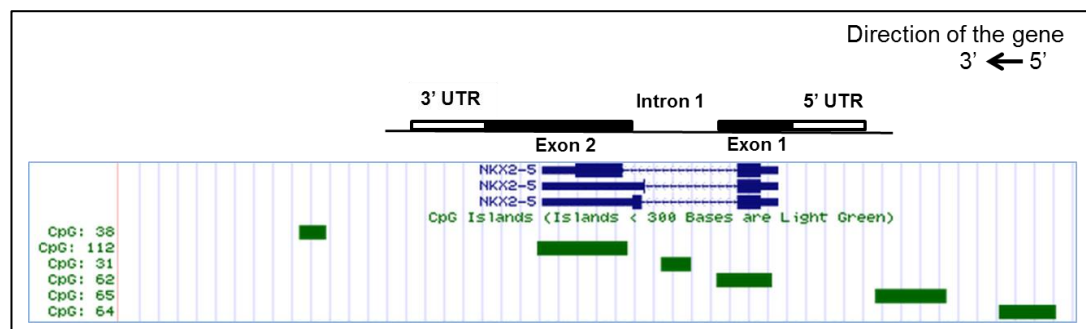 Direction of the gene
3’ 5’
3’ UTR Intron 1 5’ UTR
Exon 2 Exon 1
NKX2-5
NKX2-5
NKX2-5
CpG Islands (Islands < 300 Bases are Light Green)
CpG: 38
CpG: 112
CpG: 31
CpG: 62
CpG: 65
CpG: 64